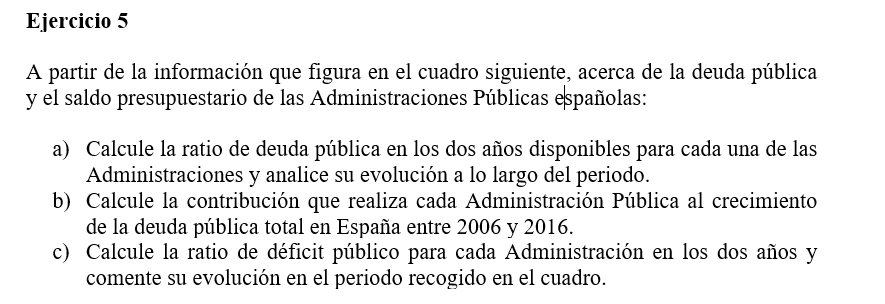 Ejercicio 5
A partir de la información que figura en el cuadro siguiente, acerca de la deuda pública
y el saldo presupuestario de las Administraciones Públicas españolas:
a) Calcule la ratio de deuda pública en los dos años disponibles para cada una de las
Administraciones y analice su evolución a lo largo del periodo.
b) Calcule la contribución que realiza cada Administración Pública al crecimiento
de la deuda pública total en España entre 2006 y 2016.
c) Calcule la ratio de déficit público para cada Administración en los dos años y
comente su evolución en el periodo recogido en el cuadro.